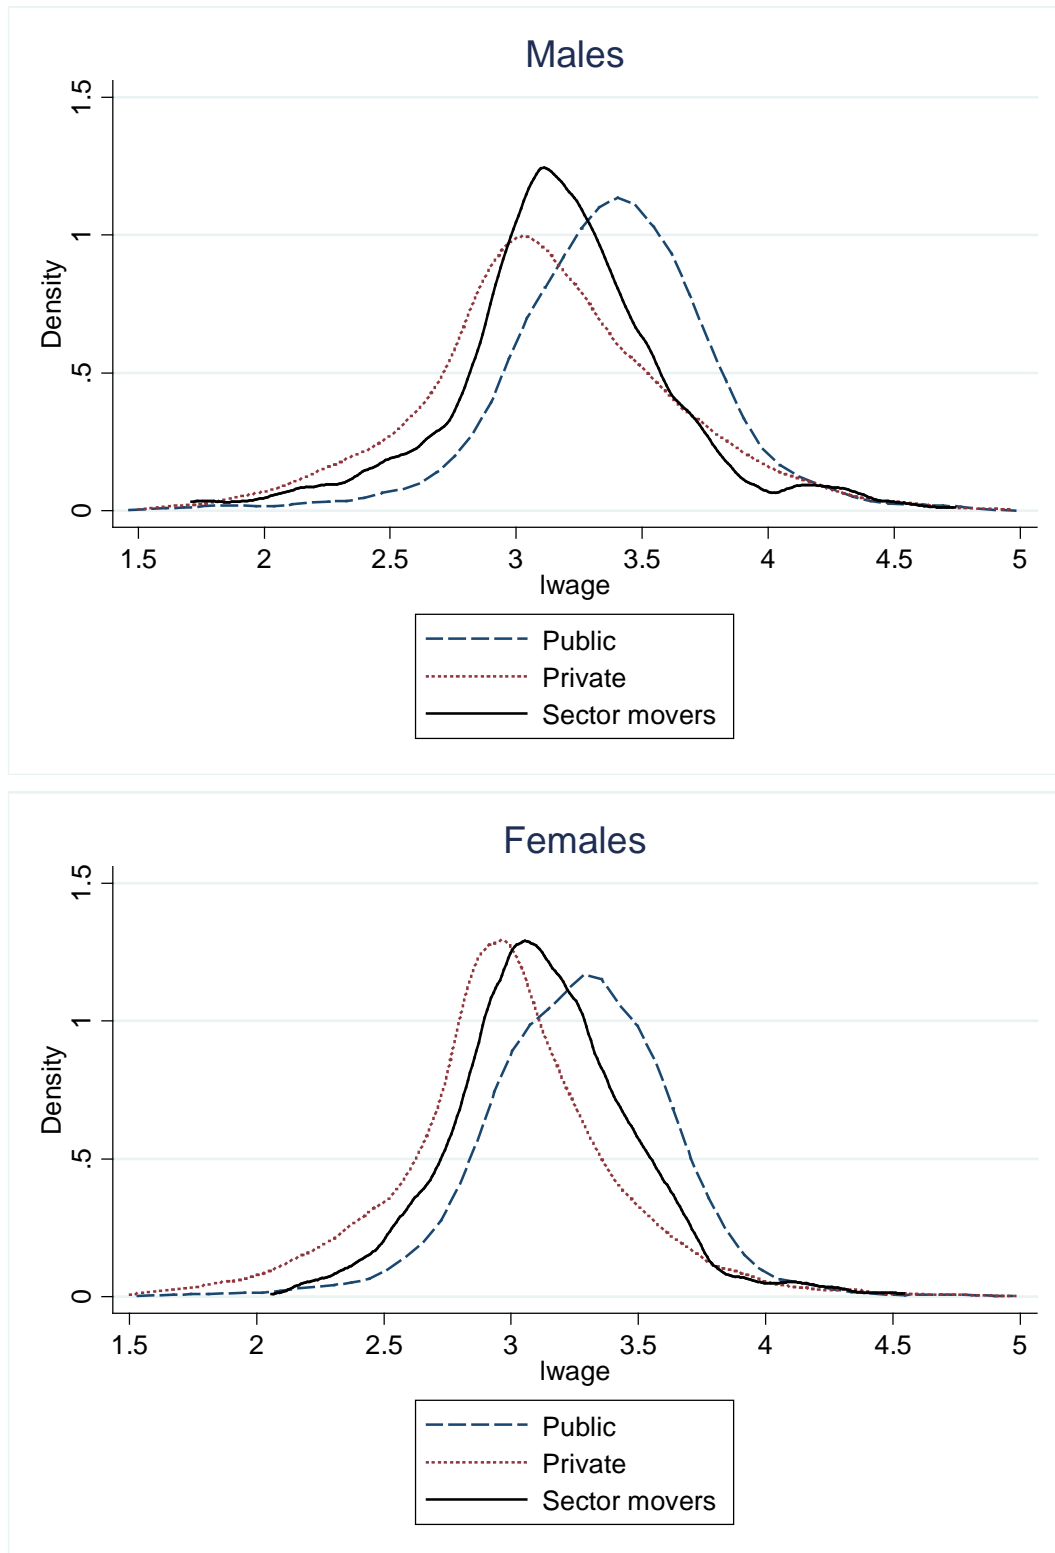 Males
1.5
1
.5
0
Density
1.5 2 2.5 3 3.5 4 4.5 5
lwage
Public
Private
Sector movers
Females
1.5
1
.5
0
Density
1.5 2 2.5 3 3.5 4 4.5 5
lwage
Public
Private
Sector movers